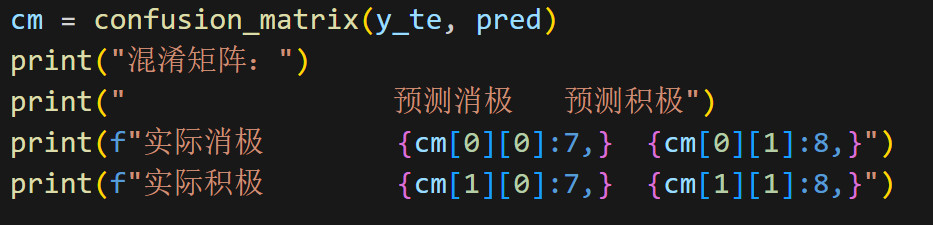 cm = confusion_matrix(y_te, pred)
print("混淆矩阵：")
print("                预测消极   预测积极")
print(f"实际消极        {cm[0][0]:7,}  {cm[0][1]:8,}")
print(f"实际积极        {cm[1][0]:7,}  {cm[1][1]:8,}")